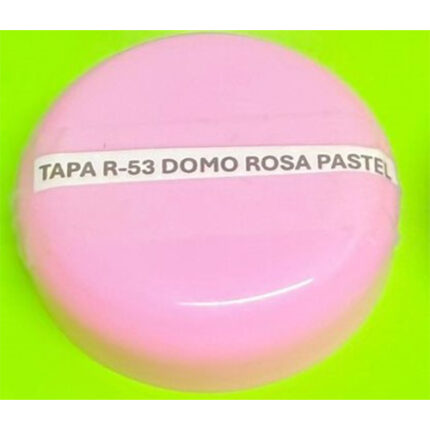 TAPA R-53 DOMO ROSA PASTEL